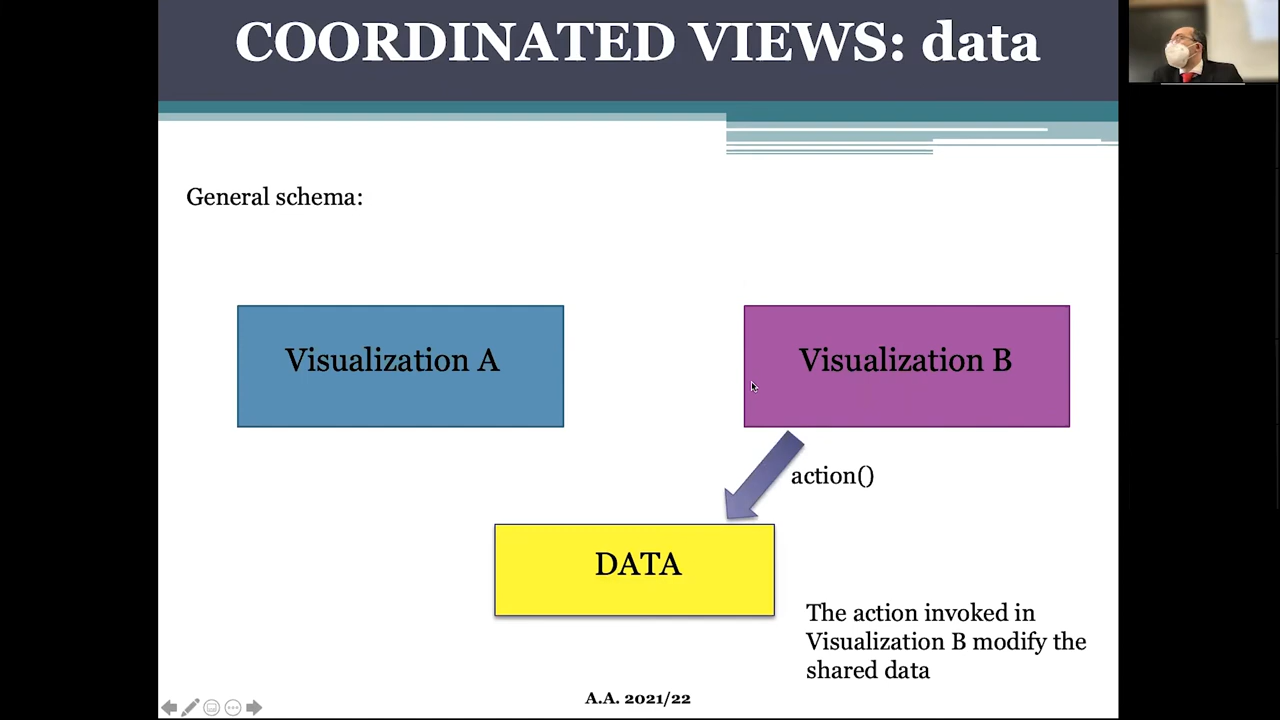 COORDINATED VIEWS: data
General schema:
Visualization A
Visualization B
action()
DATA
The action invoked in
Visualization B modify the
shared data
A.A. 2021/22